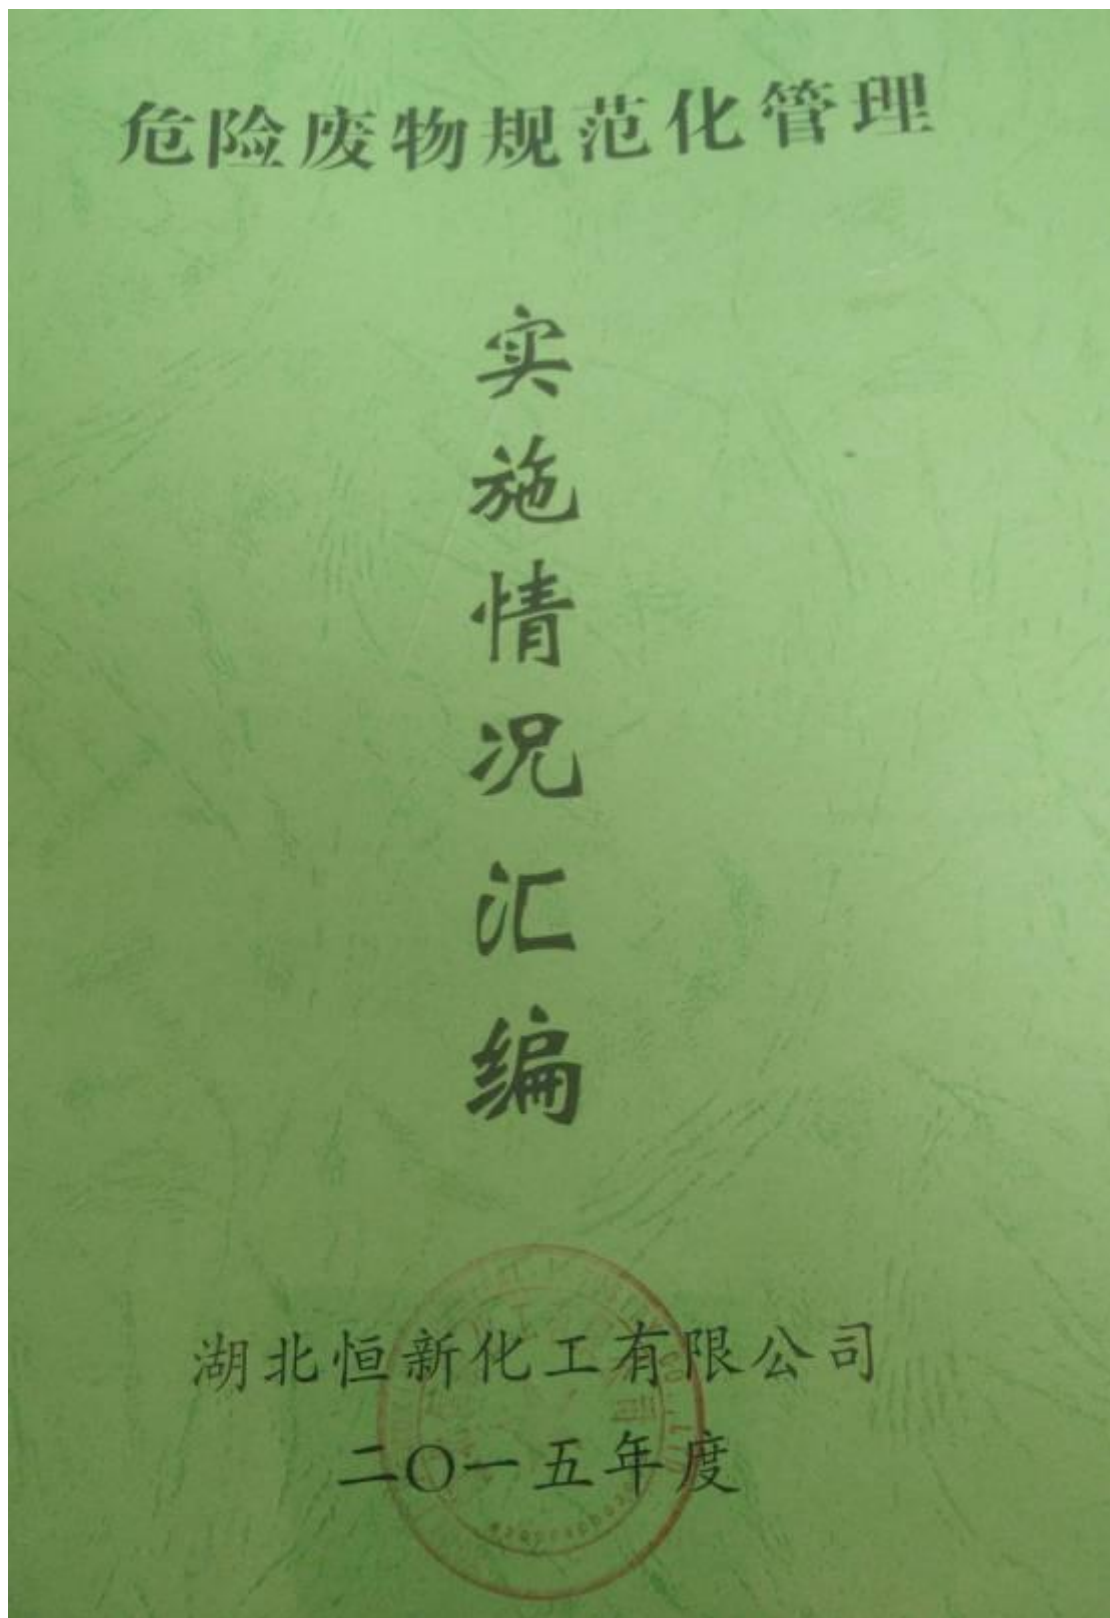 危险废物规范化管理
实施情况汇编
湖北恒新化工有限公司
二〇一五年度